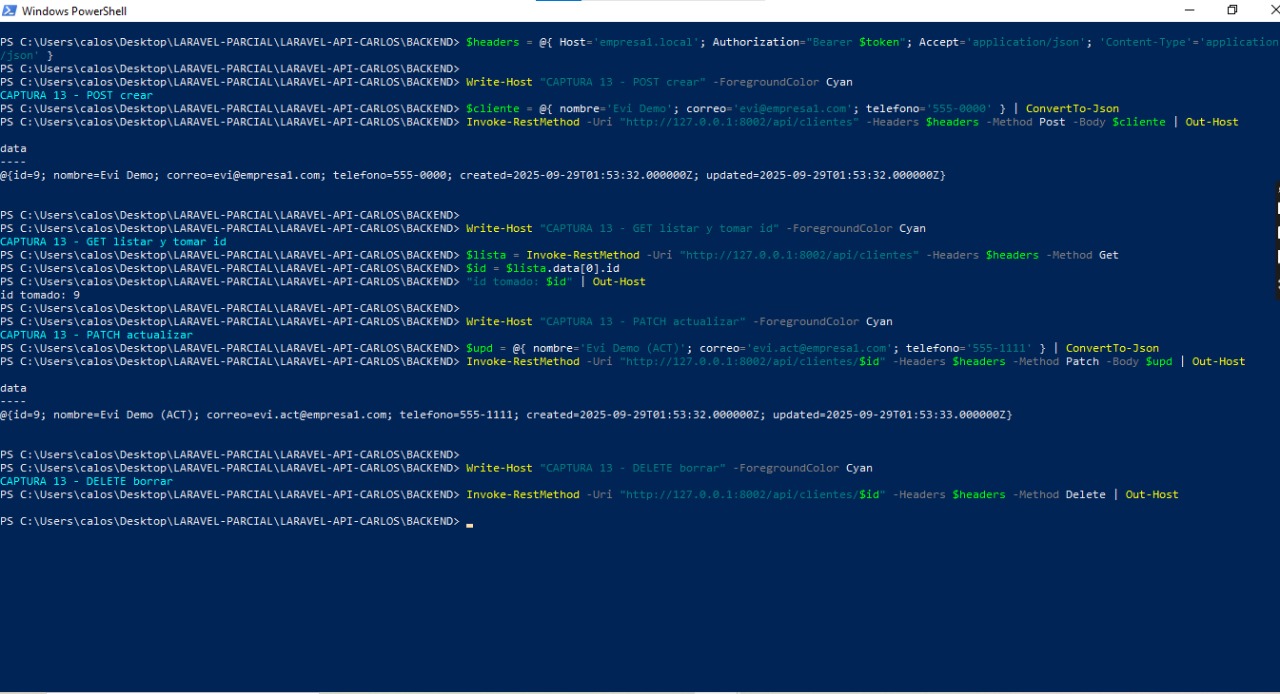 Windows PowerShell
PS C:\Users\calos\Desktop\LARAVEL-PARCIAL\LARAVEL-API-CARLOS\BACKEND> $headers = @{ Host='empresa1.local'; Authorization="Bearer $token"; Accept='application/json'; 'Content-Type'='application
/json' }
PS C:\Users\calos\Desktop\LARAVEL-PARCIAL\LARAVEL-API-CARLOS\BACKEND>
PS C:\Users\calos\Desktop\LARAVEL-PARCIAL\LARAVEL-API-CARLOS\BACKEND> Write-Host "CAPTURA 13 - POST crear" -ForegroundColor Cyan
CAPTURA 13 - POST crear
PS C:\Users\calos\Desktop\LARAVEL-PARCIAL\LARAVEL-API-CARLOS\BACKEND> $cliente = @{ nombre='Evi Demo'; correo='evi@empresa1.com'; telefono='555-0000' } | ConvertTo-Json
PS C:\Users\calos\Desktop\LARAVEL-PARCIAL\LARAVEL-API-CARLOS\BACKEND> Invoke-RestMethod -Uri "http://127.0.0.1:8002/api/clientes" -Headers $headers -Method Post -Body $cliente | Out-Host
data
----
@{id=9; nombre=Evi Demo; correo=evi@empresa1.com; telefono=555-0000; created=2025-09-29T01:53:32.000000Z; updated=2025-09-29T01:53:32.000000Z}
PS C:\Users\calos\Desktop\LARAVEL-PARCIAL\LARAVEL-API-CARLOS\BACKEND>
PS C:\Users\calos\Desktop\LARAVEL-PARCIAL\LARAVEL-API-CARLOS\BACKEND> Write-Host "CAPTURA 13 - GET listar y tomar id" -ForegroundColor Cyan
CAPTURA 13 - GET listar y tomar id
PS C:\Users\calos\Desktop\LARAVEL-PARCIAL\LARAVEL-API-CARLOS\BACKEND> $lista = Invoke-RestMethod -Uri "http://127.0.0.1:8002/api/clientes" -Headers $headers -Method Get
PS C:\Users\calos\Desktop\LARAVEL-PARCIAL\LARAVEL-API-CARLOS\BACKEND> $id = $lista.data[0].id
PS C:\Users\calos\Desktop\LARAVEL-PARCIAL\LARAVEL-API-CARLOS\BACKEND> "id tomado: $id" | Out-Host
id tomado: 9
PS C:\Users\calos\Desktop\LARAVEL-PARCIAL\LARAVEL-API-CARLOS\BACKEND>
PS C:\Users\calos\Desktop\LARAVEL-PARCIAL\LARAVEL-API-CARLOS\BACKEND> Write-Host "CAPTURA 13 - PATCH actualizar" -ForegroundColor Cyan
CAPTURA 13 - PATCH actualizar
PS C:\Users\calos\Desktop\LARAVEL-PARCIAL\LARAVEL-API-CARLOS\BACKEND> $upd = @{ nombre='Evi Demo (ACT)'; correo='evi.act@empresa1.com'; telefono='555-1111' } | ConvertTo-Json
PS C:\Users\calos\Desktop\LARAVEL-PARCIAL\LARAVEL-API-CARLOS\BACKEND> Invoke-RestMethod -Uri "http://127.0.0.1:8002/api/clientes/$id" -Headers $headers -Method Patch -Body $upd | Out-Host
data
----
@{id=9; nombre=Evi Demo (ACT); correo=evi.act@empresa1.com; telefono=555-1111; created=2025-09-29T01:53:32.000000Z; updated=2025-09-29T01:53:33.000000Z}
PS C:\Users\calos\Desktop\LARAVEL-PARCIAL\LARAVEL-API-CARLOS\BACKEND>
PS C:\Users\calos\Desktop\LARAVEL-PARCIAL\LARAVEL-API-CARLOS\BACKEND> Write-Host "CAPTURA 13 - DELETE borrar" -ForegroundColor Cyan
CAPTURA 13 - DELETE borrar
PS C:\Users\calos\Desktop\LARAVEL-PARCIAL\LARAVEL-API-CARLOS\BACKEND> Invoke-RestMethod -Uri "http://127.0.0.1:8002/api/clientes/$id" -Headers $headers -Method Delete | Out-Host
PS C:\Users\calos\Desktop\LARAVEL-PARCIAL\LARAVEL-API-CARLOS\BACKEND>